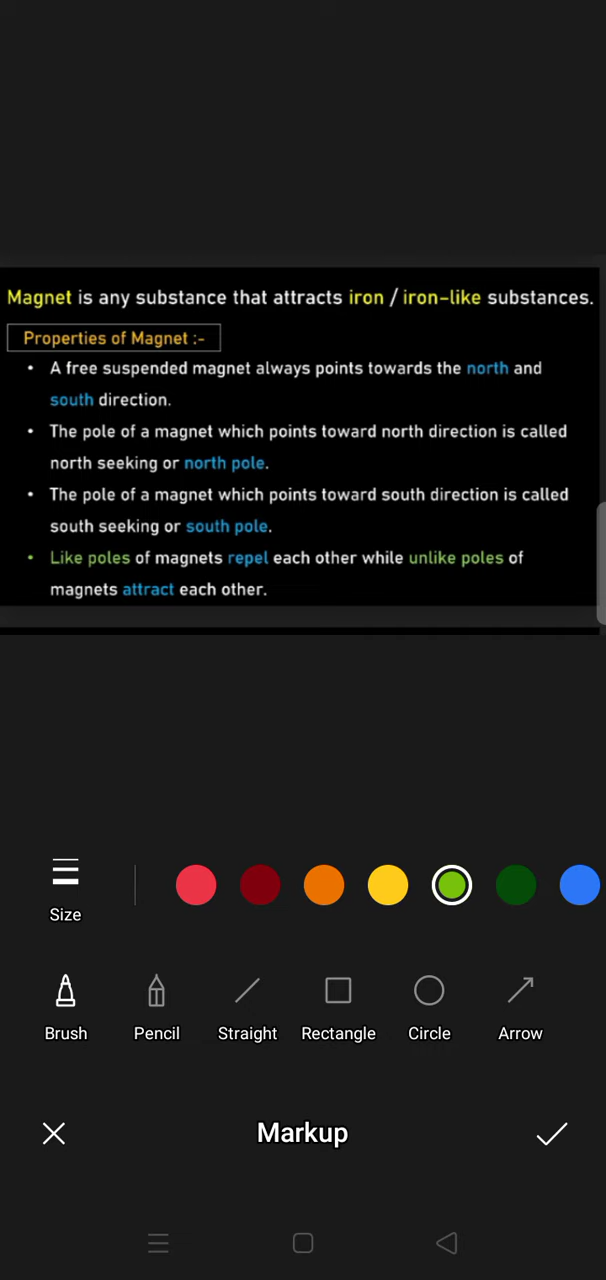 Magnet is any substance that attracts iron / iron-like substances.
Properties of Magnet :-
• A free suspended magnet always points towards the north and
south direction.
• The pole of a magnet which points toward north direction is called
north seeking or north pole.
• The pole of a magnet which points toward south direction is called
south seeking or south pole.
• Like poles of magnets repel each other while unlike poles of
magnets attract each other.
Size
Brush Pencil Straight Rectangle Circle Arrow
Markup